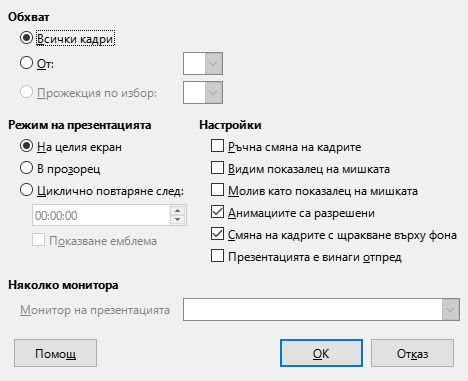 Обхват
Всички кадри
От:
Прожекция по избор:
Режим на презентацията
На целия екран
В прозорец
Циклично повтаряне след:
00:00:00
Показване емблема
Настройки
Ръчна смяна на кадрите
Видим показалец на мишката
Молив като показалец на мишката
Анимациите са разрешени
Смяна на кадрите с щракване върху фона
Презентацията е винаги отпред
Няколко монитора
Монитор на презентацията
Помощ
ОК
Отказ